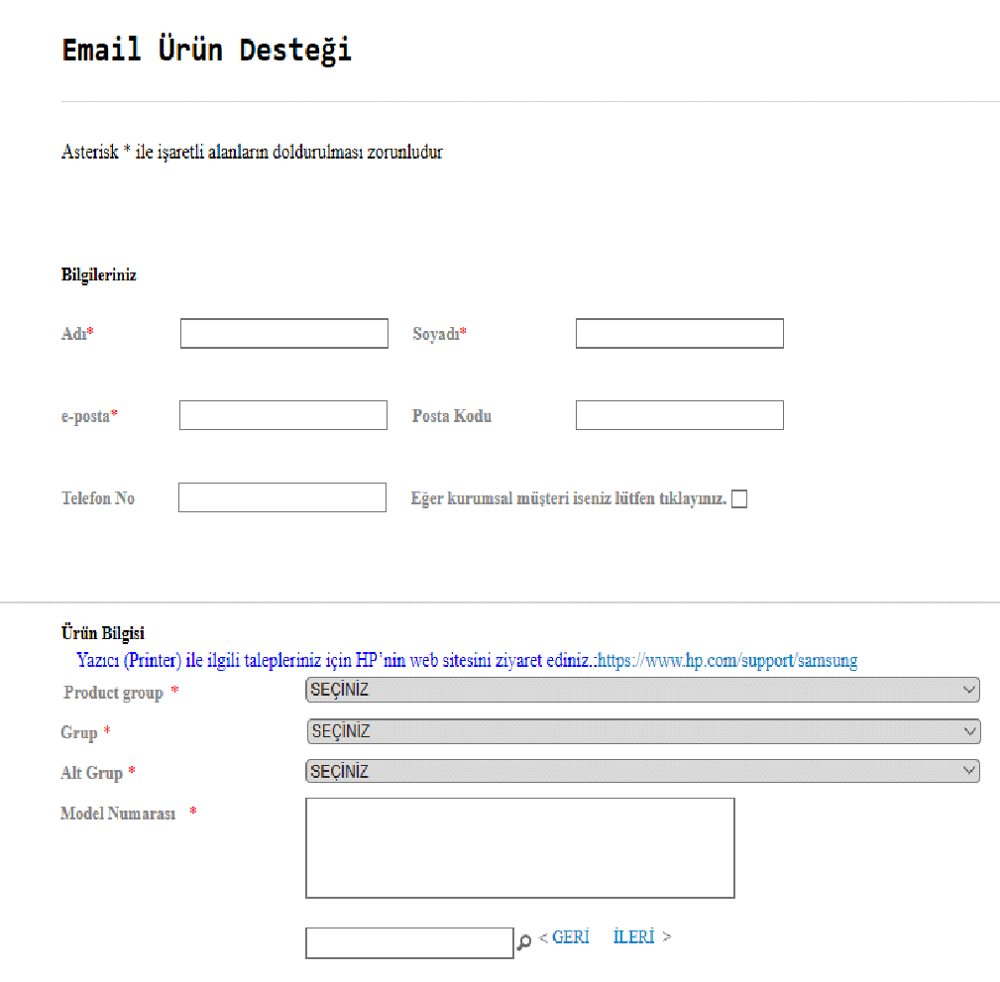 Email Ürün Desteği
Asterisk * ile işaretli alanların doldurulması zorunludur
Bilgileriniz
Adı* Soyadı*
e-posta* Posta Kodu
Telefon No Eğer kurumsal müşteri iseniz lütfen tıklayınız.
Ürün Bilgisi
Yazıcı (Printer) ile ilgili talepleriniz için HP’nin web sitesini ziyaret ediniz.:https://www.hp.com/support/samsung
Product group * SEÇİNİZ
Grup * SEÇİNİZ
Alt Grup * SEÇİNİZ
Model Numarası *
< GERİ İLERİ >